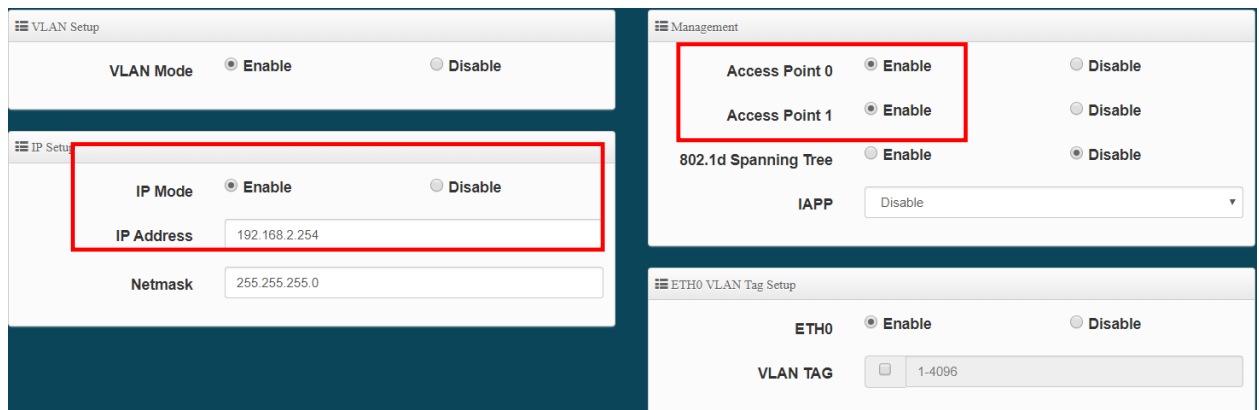 VLAN Setup
VLAN Mode Enable Disable
IP Setup
IP Mode Enable Disable
IP Address 192.168.2.254
Netmask 255.255.255.0
Management
Access Point 0 Enable Disable
Access Point 1 Enable Disable
802.1d Spanning Tree Enable Disable
IAPP Disable
ETH0 VLAN Tag Setup
ETH0 Enable Disable
VLAN TAG 1-4096